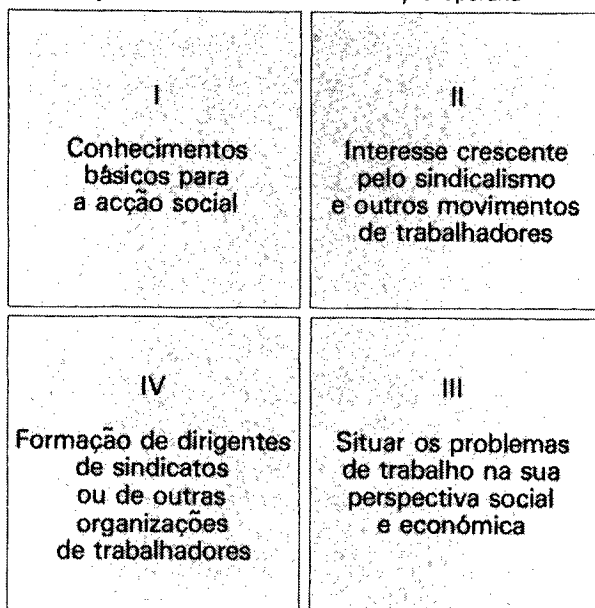 I
Conhecimentos
básicos para
a acção social
II
Interesse crescente
pelo sindicalismo
e outros movimentos
de trabalhadores
IV
Formação de dirigentes
de sindicatos
ou de outras
organizações
de trabalhadores
III
Situar os problemas
de trabalho na sua
perspectiva social
e económica